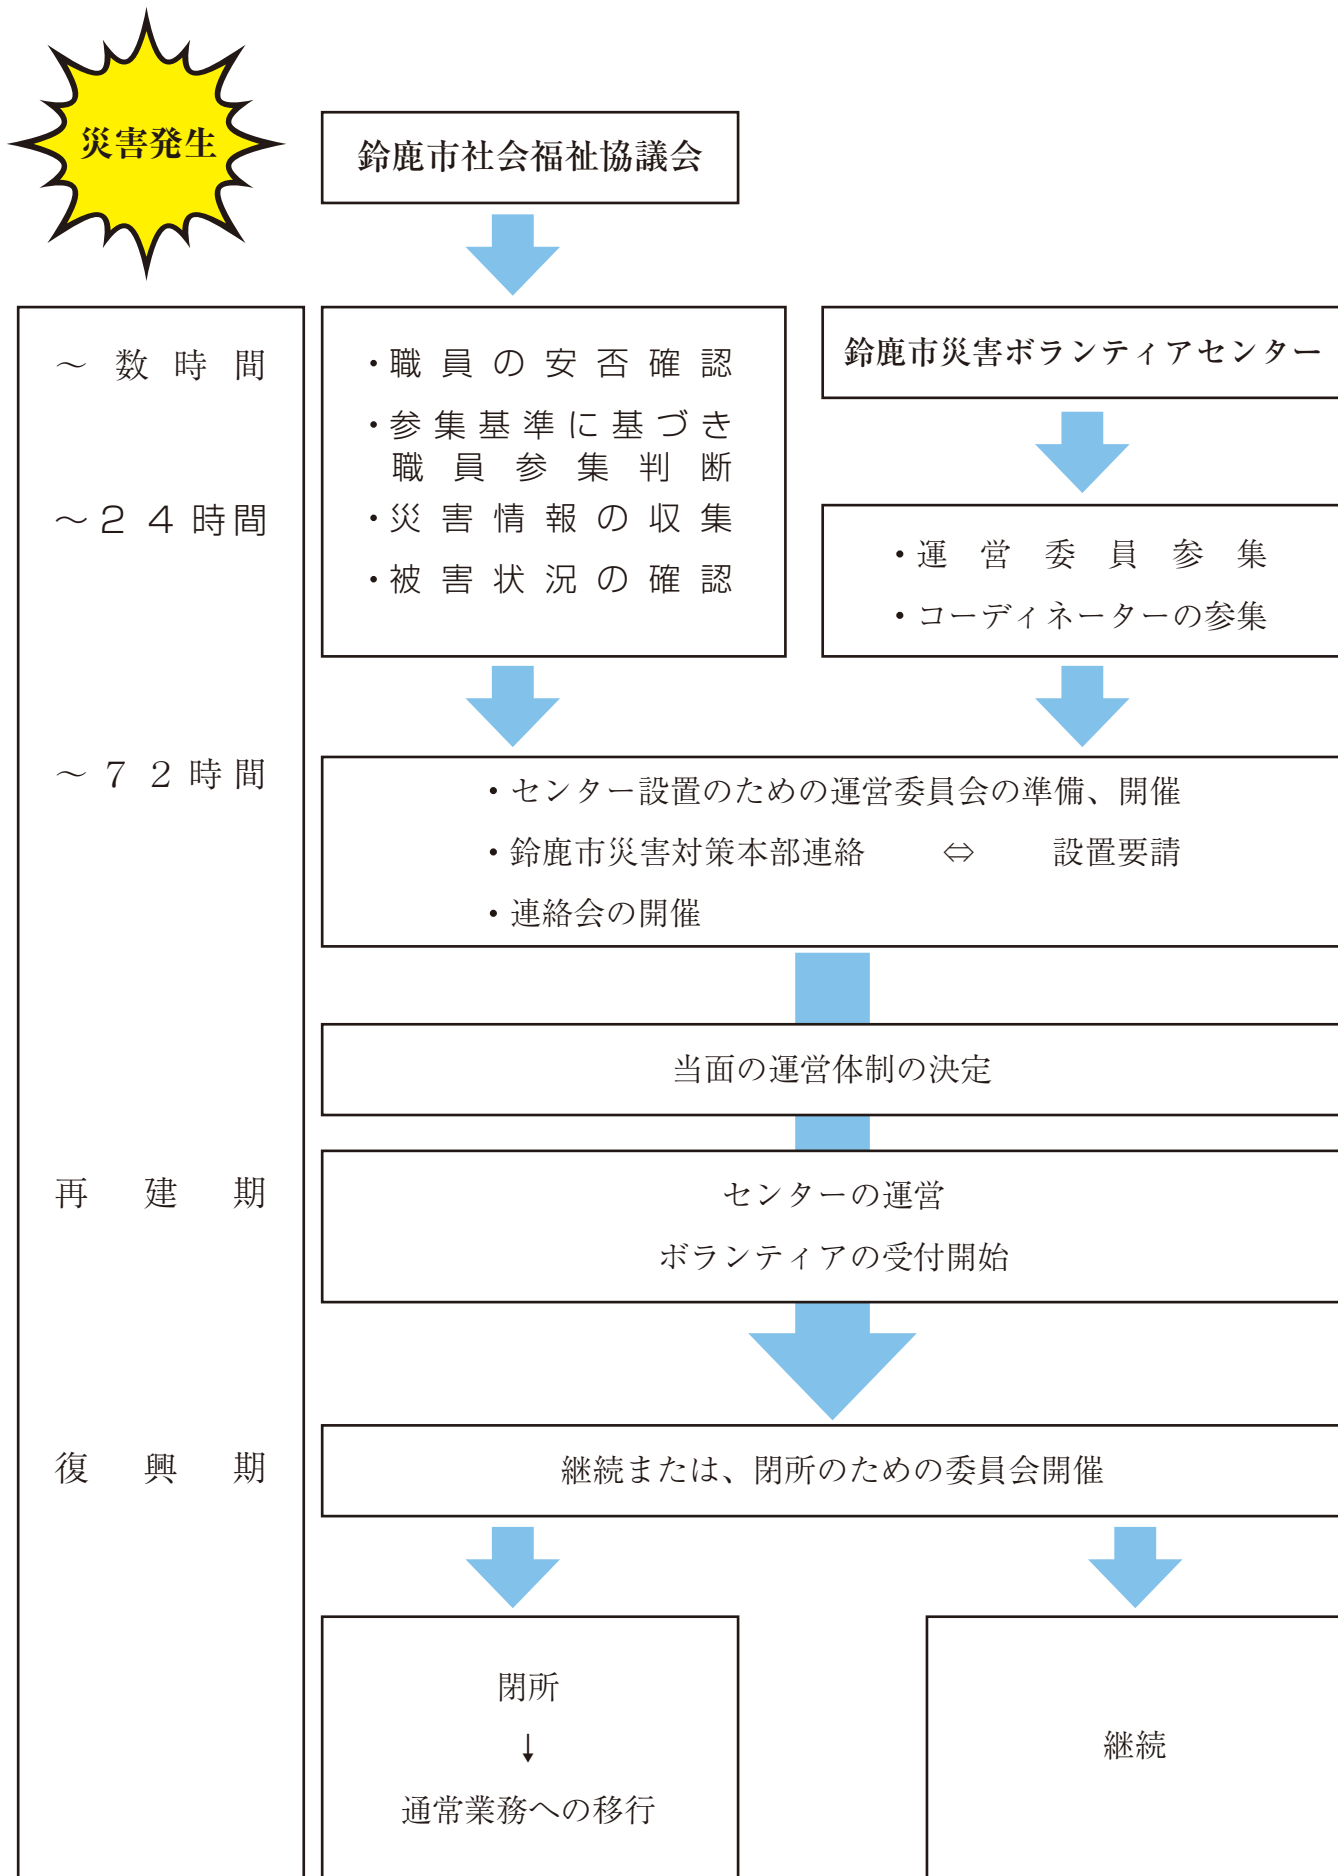 災害発生
鈴鹿市社会福祉協議会
～数時間
・職員の安否確認
・参集基準に基づき
職員参集判断
・災害情報の収集
・被害状況の確認
鈴鹿市災害ボランティアセンター
～２４時間
・運営委員参集
・コーディネーターの参集
～７２時間
・センター設置のための運営委員会の準備、開催
・鈴鹿市災害対策本部連絡　⇔　設置要請
・連絡会の開催
当面の運営体制の決定
再建期
センターの運営
ボランティアの受付開始
復興期
継続または、閉所のための委員会開催
閉所
↓
通常業務への移行
継続